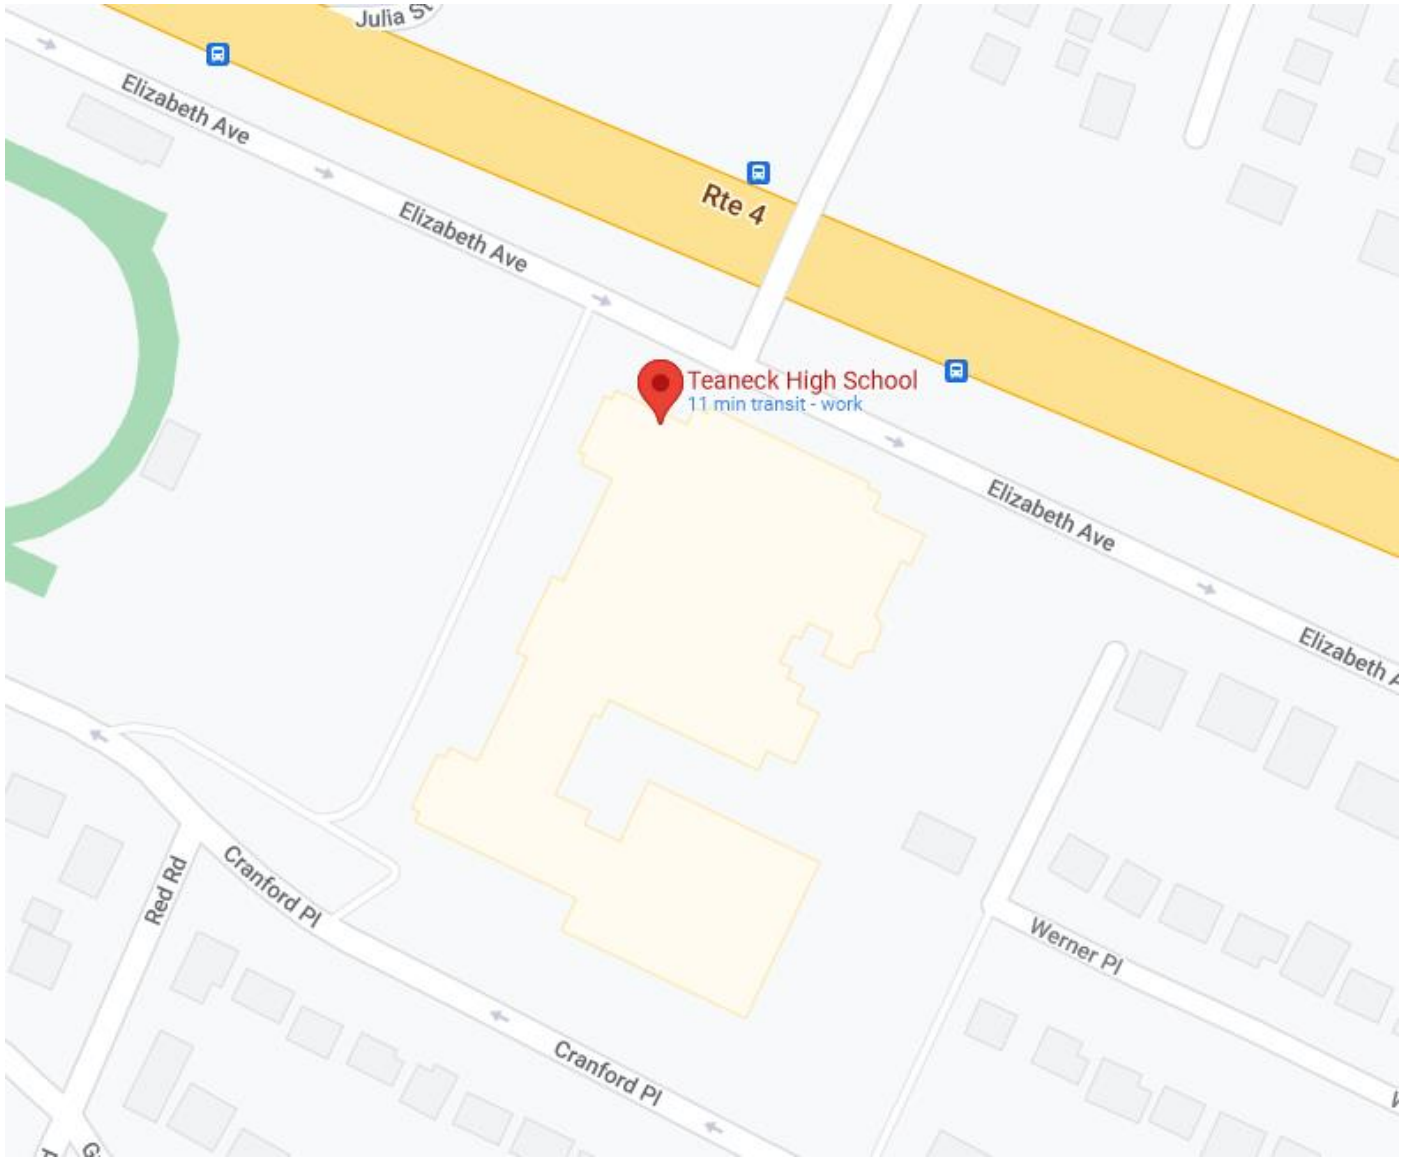 Julia St
Elizabeth Ave
Rte 4
Elizabeth Ave
Teaneck High School
11 min transit - work
Elizabeth Ave
Elizabeth A
Red Rd
Cranford Pl
Werner Pl
Cranford Pl